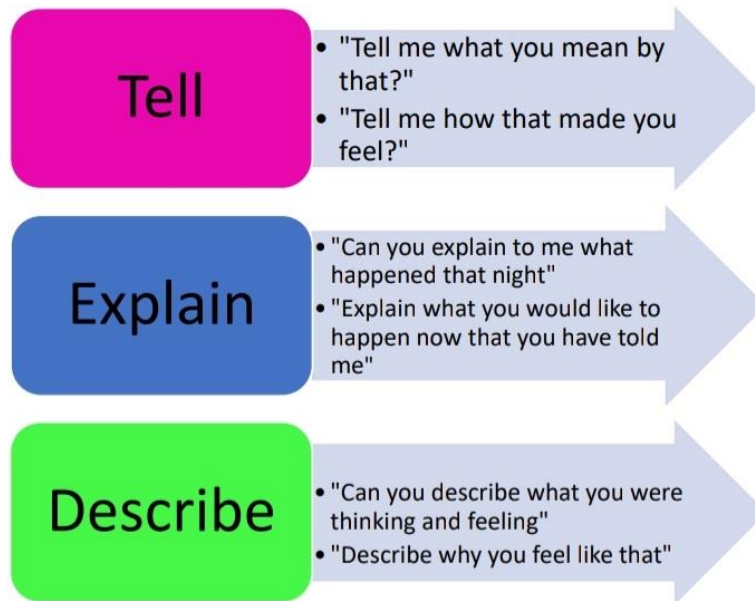 Tell
• "Tell me what you mean by
that?"
• "Tell me how that made you
feel?"
Explain
• "Can you explain to me what
happened that night"
• "Explain what you would like to
happen now that you have told
me"
Describe
• "Can you describe what you were
thinking and feeling"
• "Describe why you feel like that"